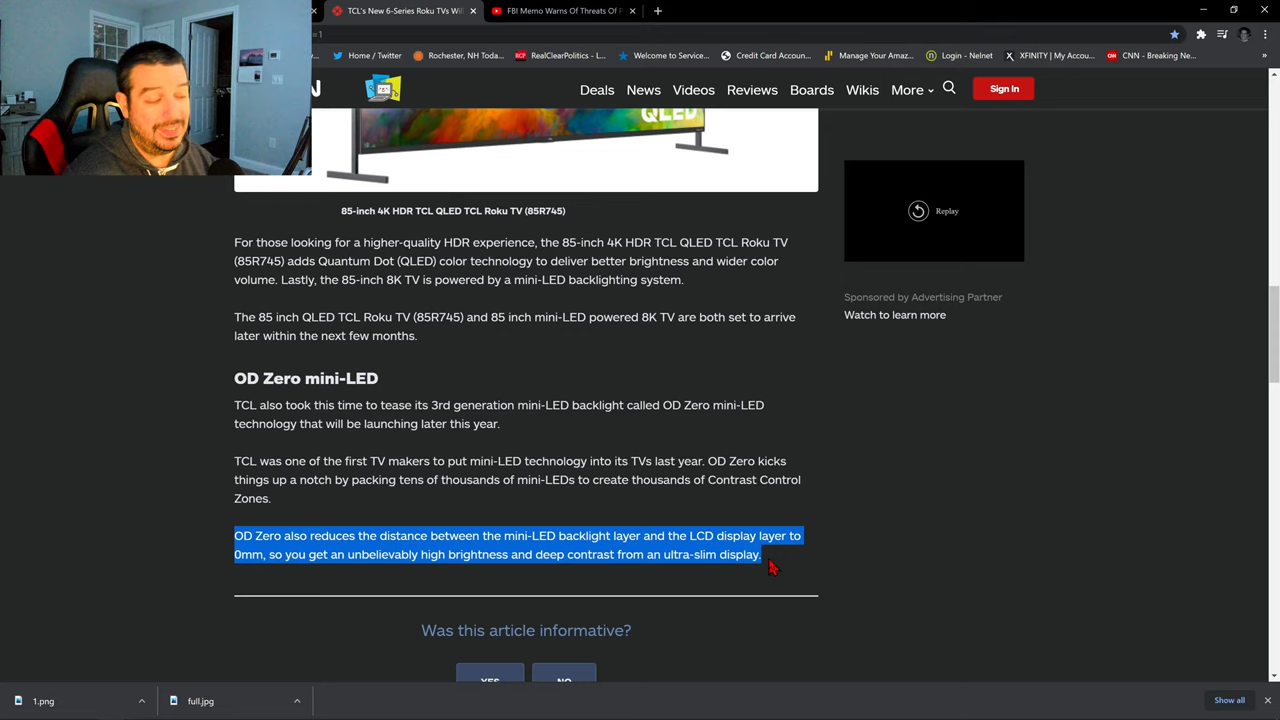 TCL's New 6-Series Roku TVs Wil
FBI Memo Warns Of Threats Of P
=1
Home / Twitter
Rochester, NH Toda...
RealClearPolitics - L...
Welcome to Service...
Credit Card Accoun...
Manage Your Amaz...
Login - Nelnet
XFINITY | My Accou...
CNN - Breaking Ne...
N
Deals
News
Videos
Reviews
Boards
Wikis
More
Sign In
QLED
Replay
85-inch 4K HDR TCL QLED TCL Roku TV (85R745)
For those looking for a higher-quality HDR experience, the 85-inch 4K HDR TCL QLED TCL Roku TV
(85R745) adds Quantum Dot (QLED) color technology to deliver better brightness and wider color
volume. Lastly, the 85-inch 8K TV is powered by a mini-LED backlighting system.
Sponsored by Advertising Partner
Watch to learn more
The 85 inch QLED TCL Roku TV (85R745) and 85 inch mini-LED powered 8K TV are both set to arrive
later within the next few months.
OD Zero mini-LED
TCL also took this time to tease its 3rd generation mini-LED backlight called OD Zero mini-LED
technology that will be launching later this year.
TCL was one of the first TV makers to put mini-LED technology into its TVs last year. OD Zero kicks
things up a notch by packing tens of thousands of mini-LEDs to create thousands of Contrast Control
Zones.
OD Zero also reduces the distance between the mini-LED backlight layer and the LCD display layer to
0mm, so you get an unbelievably high brightness and deep contrast from an ultra-slim display.
Was this article informative?
YES
NO
1.png
full.jpg
Show all